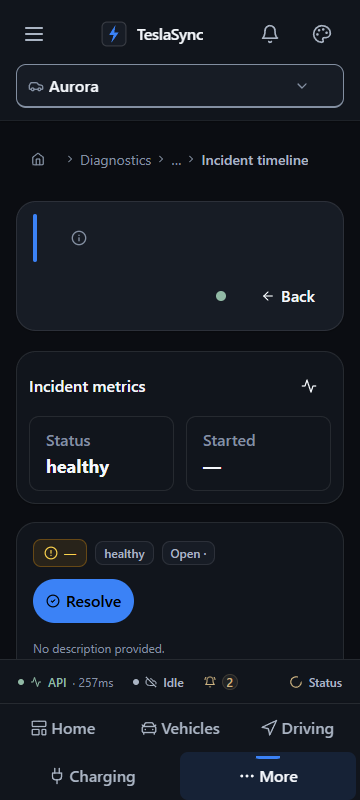 TeslaSync
Aurora
Diagnostics ... Incident timeline
Back
Incident metrics
Status
healthy
Started
—
— healthy Open ·
Resolve
No description provided.
API · 257ms Idle 2 Status
Home Vehicles Driving
Charging More